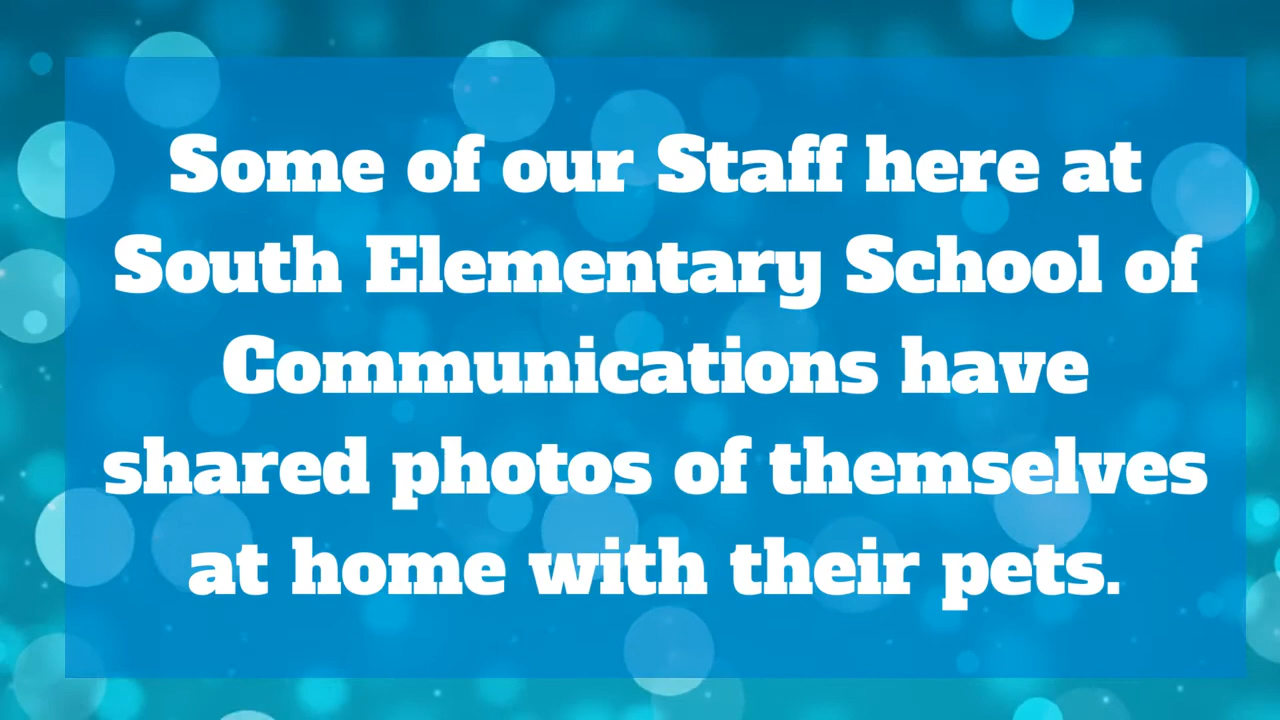 Some of our Staff here at
South Elementary School of
Communications have
shared photos of themselves
at home with their pets.